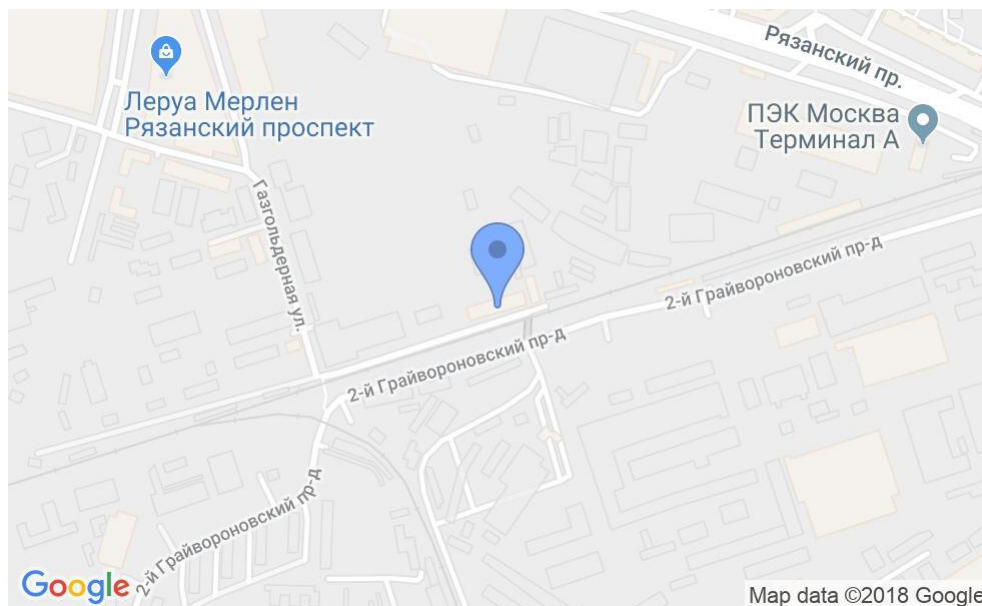 Рязанский пр.
Леруа Мерлен
Рязанский проспект
ПЭК Москва
Терминал А
Газгольдерная ул.
2-й Грайвороновский пр-д
2-й Грайвороновский пр-д
2-й Грайвороновский пр-д
Google
Map data ©2018 Google